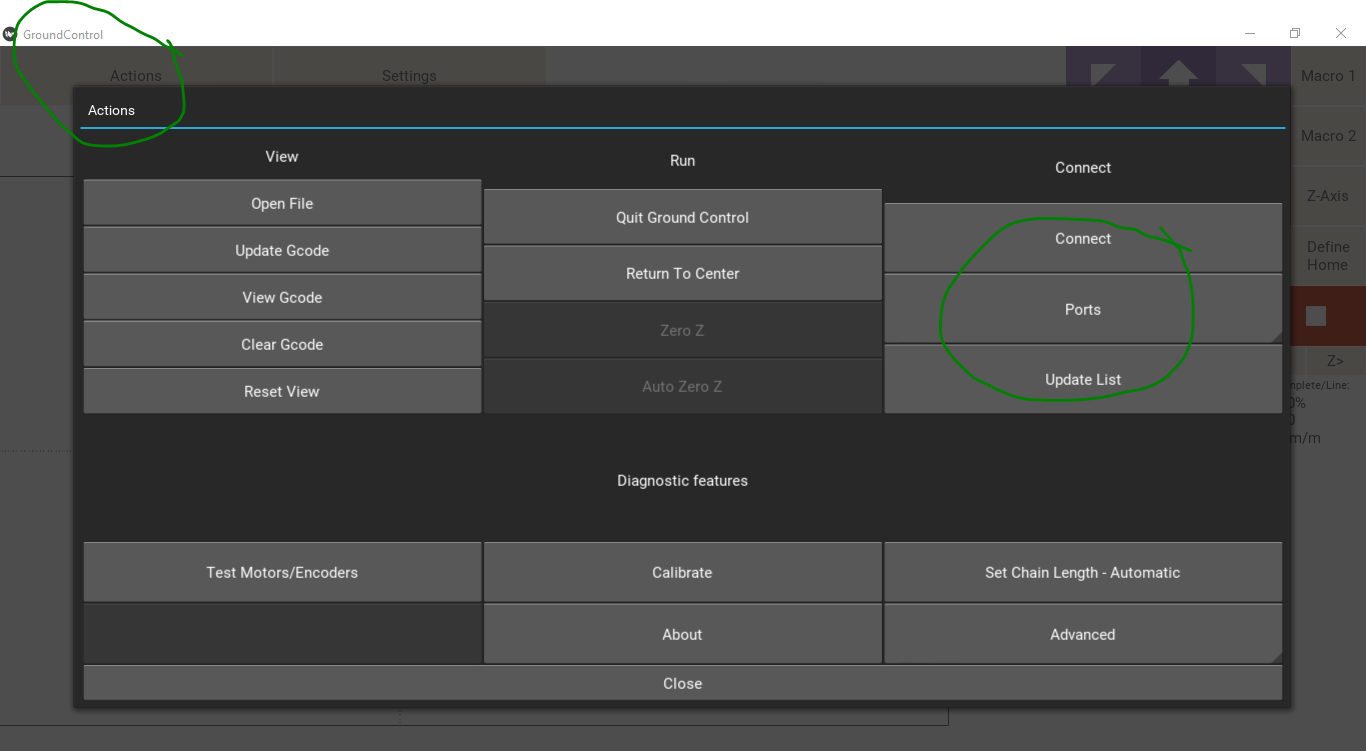 GroundControl
Actions
Settings
Macro 1
Actions
Macro 2
View
Run
Connect
Open File
Update Gcode
View Gcode
Clear Gcode
Reset View
Quit Ground Control
Return To Center
Zero Z
Auto Zero Z
Connect
Ports
Update List
Z-Axis
Define
Home
Z>
mplete/Line:
0%
0
m/m
Diagnostic features
Test Motors/Encoders
Calibrate
Set Chain Length - Automatic
About
Advanced
Close